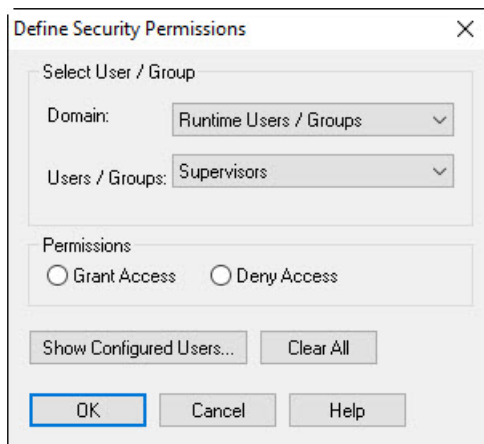 Define Security Permissions
Select User / Group
Domain: Runtime Users / Groups
Users / Groups: Supervisors
Permissions
Grant Access Deny Access
Show Configured Users... Clear All
OK Cancel Help